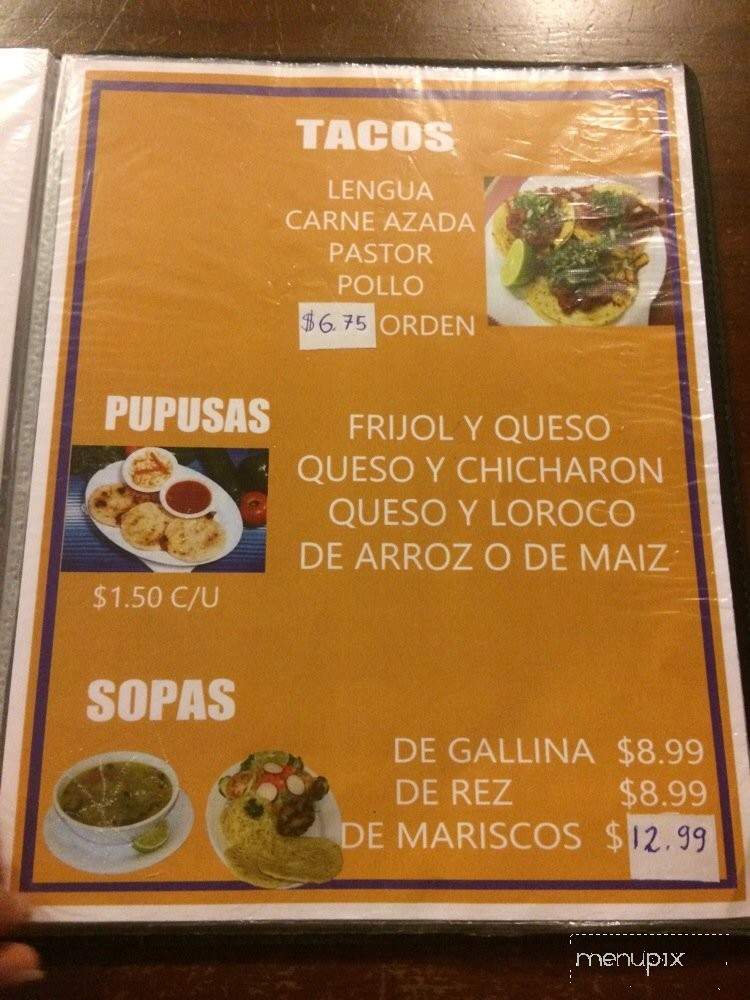 TACOS
LENGUA
CARNE AZADA
PASTOR
POLLO
$6.75 ORDEN
PUPUSAS
FRIJOL Y QUESO
QUESO Y CHICHARON
QUESO Y LOROCO
DE ARROZ O DE MAIZ
$1.50 C/U
SOPAS
DE GALLINA $8.99
DE REZ $8.99
DE MARISCOS $12.99
menupix